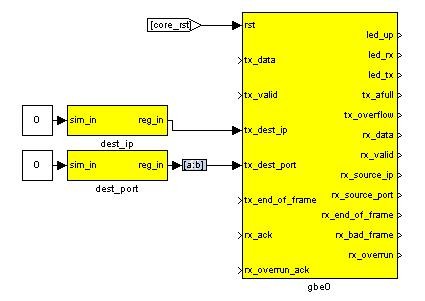 [core_rst]
rst
led_up
led_rx
tx_data
led_tx
tx_valid
tx_afull
0
sim_in
reg_in
tx_dest_ip
tx_overflow
dest_ip
rx_data
rx_valid
0
sim_in
reg_in
[a:b]
tx_dest_port
rx_source_ip
dest_port
tx_end_of_frame
rx_source_port
rx_end_of_frame
rx_ack
rx_bad_frame
rx_overrun
rx_overrun_ack
gbe0